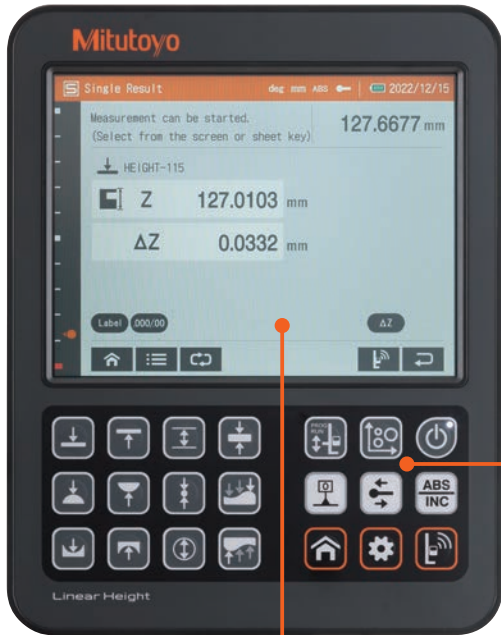 Mitutoyo
S Single Result deg mm ABS 2022/12/15
Measurement can be started.
(Select from the screen or sheet key)
127.6677 mm
HEIGHT-115
Z 127.0103 mm
ΔZ 0.0332 mm
Label .000/00 ΔZ
PROG
RUN
0
ABS
INC
Linear Height